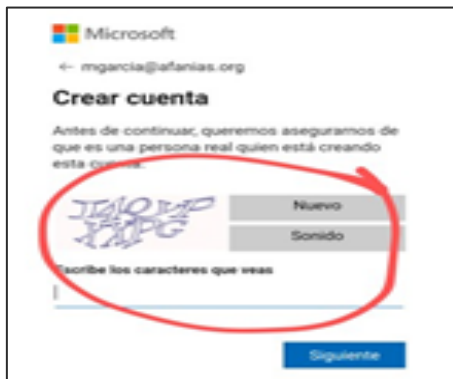 Microsoft
← mgarcia@afanias.org
Crear cuenta
Antes de continuar, queremos asegurarnos de
que es una persona real quien está creando
esta cuenta.
Nuevo
Sonido
Escribe los caracteres que veas
Siguiente